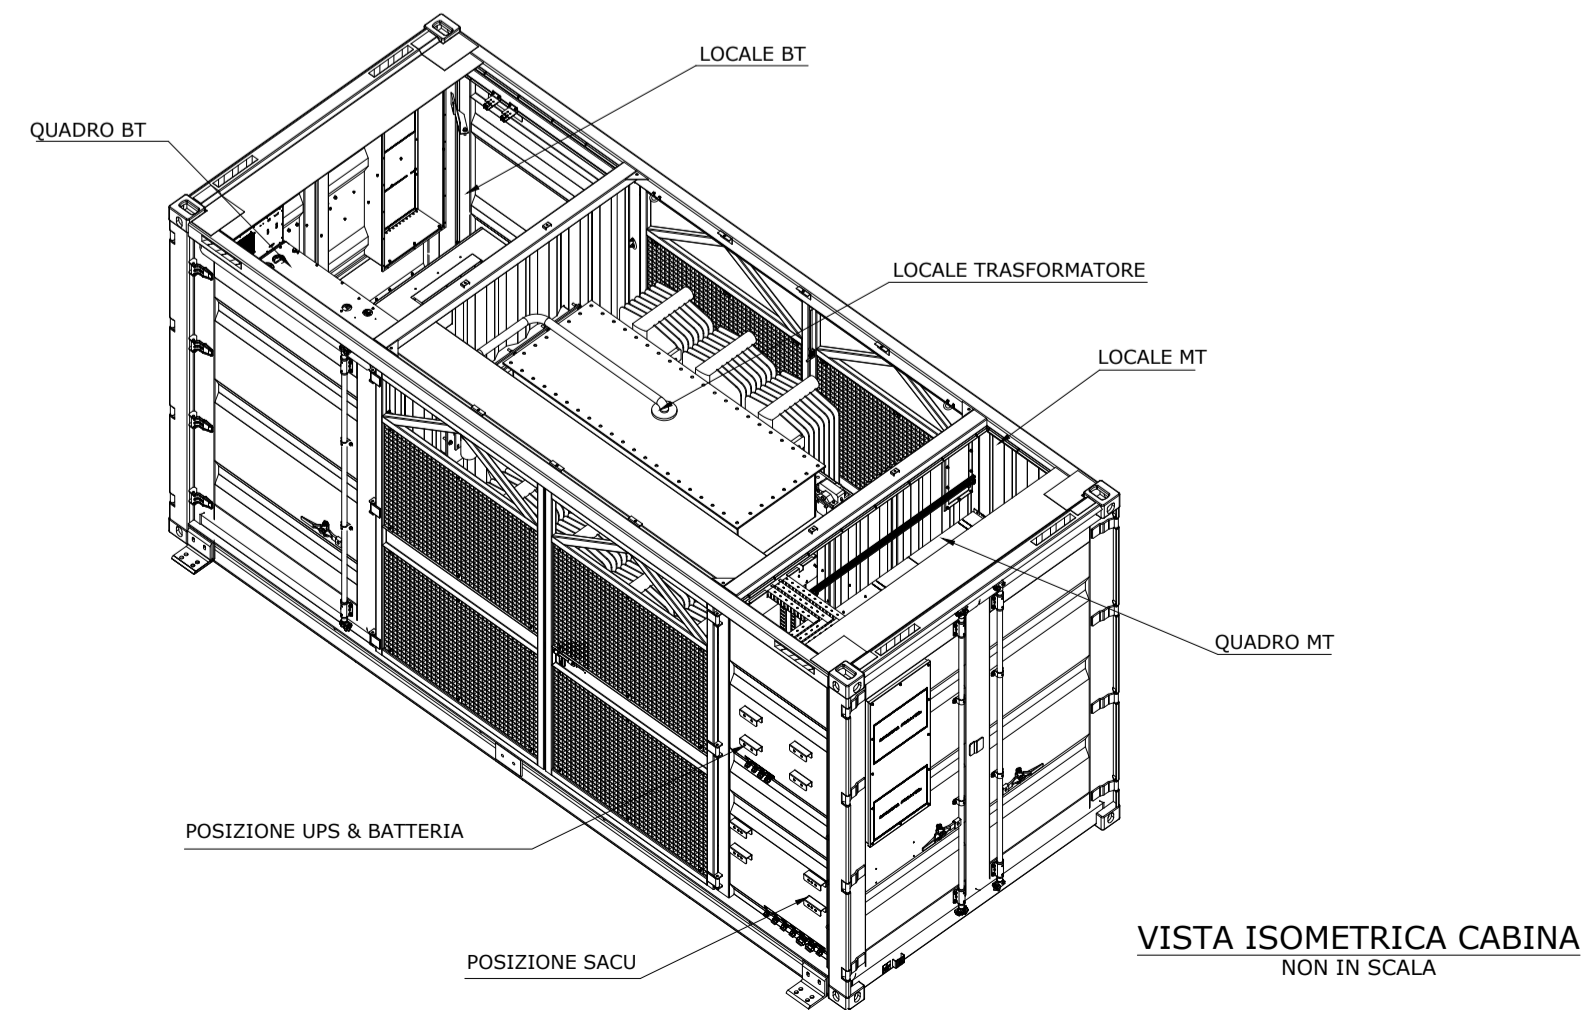 LOCALE BT
QUADRO BT
LOCALE TRASFORMATORE
LOCALE MT
QUADRO MT
POSIZIONE UPS & BATTERIA
POSIZIONE SACU
VISTA ISOMETRICA CABINA
NON IN SCALA